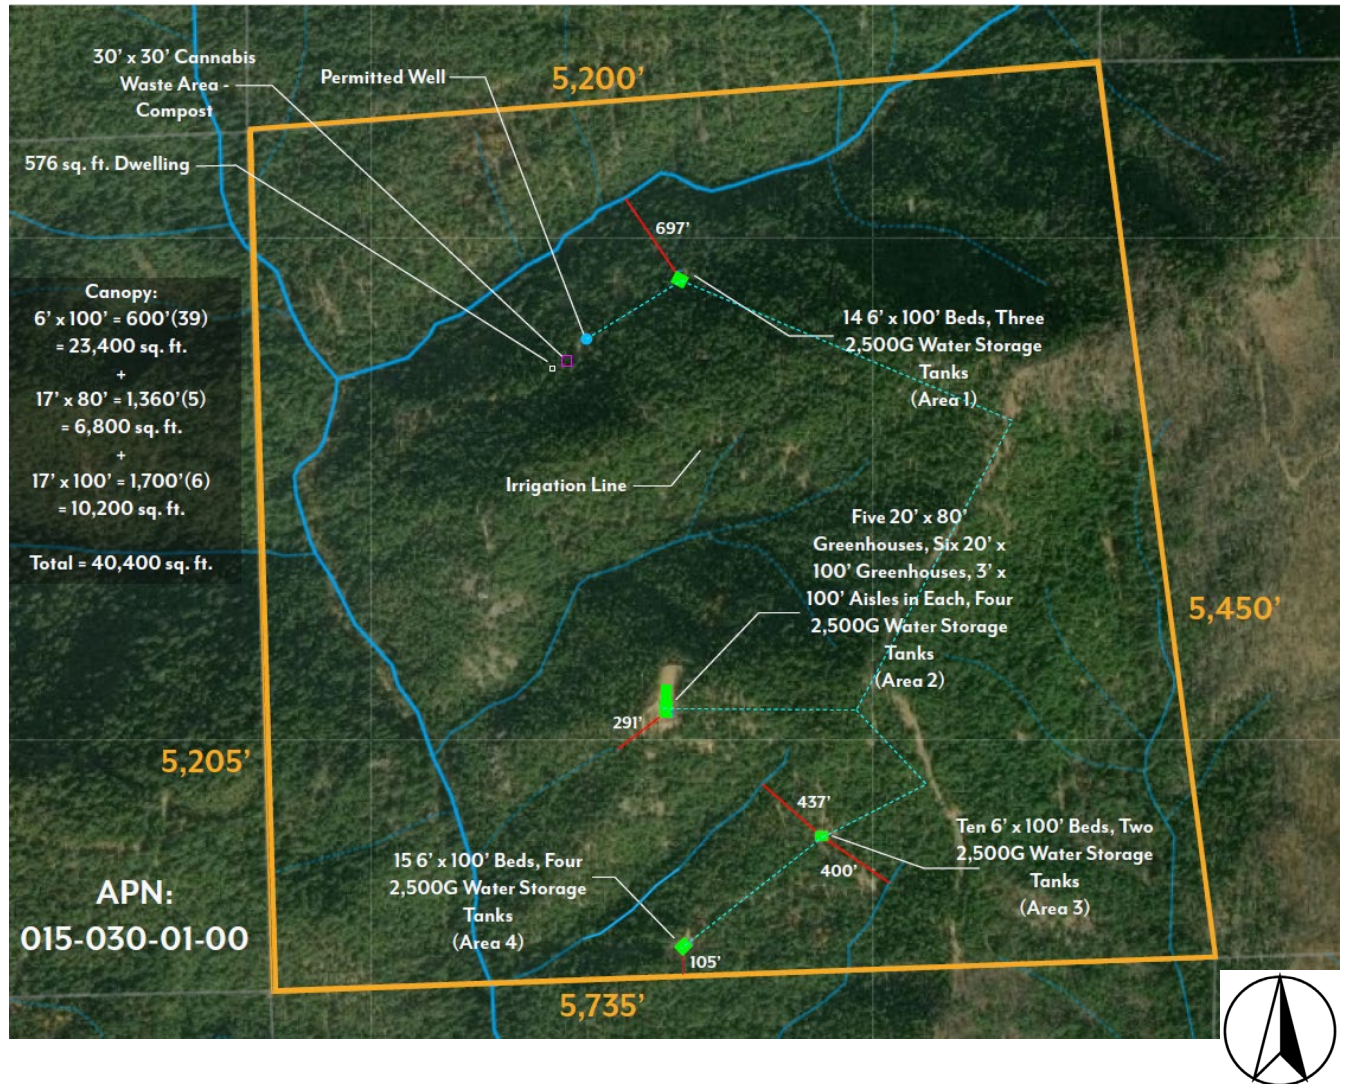 30’ x 30’ Cannabis
Waste Area -
Compost
Permitted Well
5,200’
576 sq. ft. Dwelling
697’
Canopy:
6’ x 100’ = 600’(39)
= 23,400 sq. ft.
+
17’ x 80’ = 1,360’(5)
= 6,800 sq. ft.
+
17’ x 100’ = 1,700’(6)
= 10,200 sq. ft.
Total = 40,400 sq. ft.
14 6’ x 100’ Beds, Three
2,500G Water Storage
Tanks
(Area 1)
Irrigation Line
Five 20’ x 80’
Greenhouses, Six 20’ x
100’ Greenhouses, 3’ x
100’ Aisles in Each, Four
2,500G Water Storage
Tanks
(Area 2)
5,450’
291’
5,205’
437’
400’
Ten 6’ x 100’ Beds, Two
2,500G Water Storage
Tanks
(Area 3)
15 6’ x 100’ Beds, Four
2,500G Water Storage
Tanks
(Area 4)
105’
APN:
015-030-01-00
5,735’